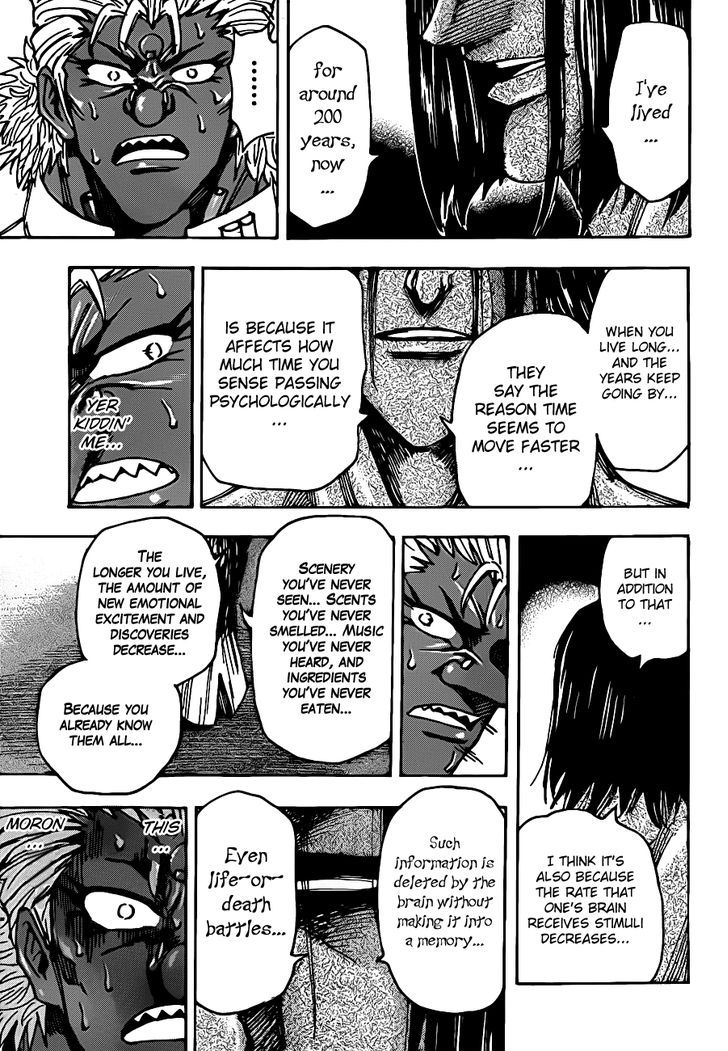 I've
lived
...
for
around
200
years,
now
...
......
WHEN YOU
LIVE LONG...
AND THE
YEARS KEEP
GOING BY...
THEY
SAY THE
REASON TIME
SEEMS TO
MOVE FASTER
...
IS BECAUSE IT
AFFECTS HOW
MUCH TIME YOU
SENSE PASSING
PSYCHOLOGICALLY
...
YER
KIDDIN'
ME...
BUT IN
ADDITION
TO THAT
...
I THINK IT'S
ALSO BECAUSE
THE RATE THAT
ONE'S BRAIN
RECEIVES STIMULI
DECREASES...
SCENERY
YOU'VE NEVER
SEEN... SCENTS
YOU'VE NEVER
SMELLED... MUSIC
YOU'VE NEVER
HEARD, AND
INGREDIENTS
YOU'VE NEVER
EATEN...
THE
LONGER YOU LIVE,
THE AMOUNT OF
NEW EMOTIONAL
EXCITEMENT AND
DISCOVERIES
DECREASE...
BECAUSE YOU
ALREADY KNOW
THEM ALL...
Such
information is
deleted by the
brain without
making it into
a memory...
Even
life-or-
death
battles...
THIS
...
MORON
...